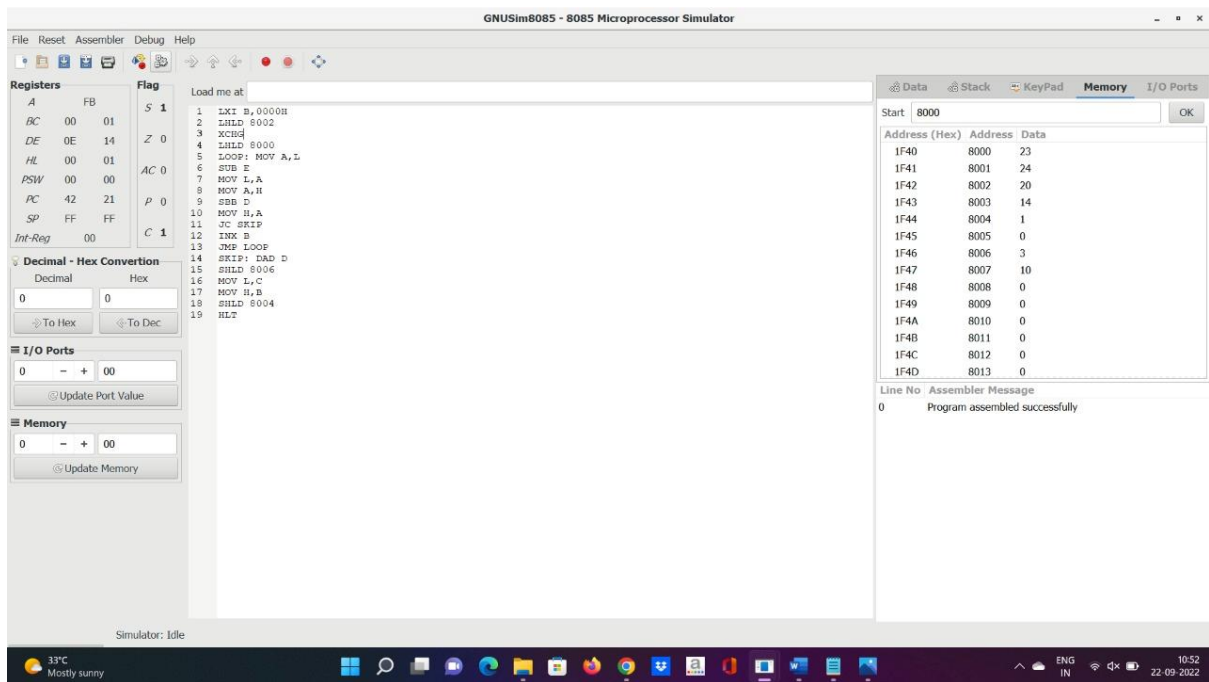 GNUSim8085 - 8085 Microprocessor Simulator
File Reset Assembler Debug Help
Registers
Flag
A FB
BC 00 01
DE 0E 14
HL 00 01
PSW 00 00
PC 42 21
SP FF FF
Int-Reg 00
S 1
Z 0
AC 0
P 0
C 1
Decimal - Hex Convertion
Decimal Hex
0 0
To Hex To Dec
I/O Ports
0 - + 00
Update Port Value
Memory
0 - + 00
Update Memory
Load me at
1 LXI B,0000H
2 LHLD 8002
3 XCHG
4 LHLD 8000
5 LOOP: MOV A,L
6 SUB E
7 MOV L,A
8 MOV A,H
9 SBB D
10 MOV H,A
11 JC SKIP
12 INX B
13 JMP LOOP
14 SKIP: DAD D
15 SHLD 8006
16 MOV L,C
17 MOV H,B
18 SHLD 8004
19 HLT
Data Stack KeyPad Memory I/O Ports
Start 8000 OK
Address (Hex) Address Data
1F40 8000 23
1F41 8001 24
1F42 8002 20
1F43 8003 14
1F44 8004 1
1F45 8005 0
1F46 8006 3
1F47 8007 10
1F48 8008 0
1F49 8009 0
1F4A 8010 0
1F4B 8011 0
1F4C 8012 0
1F4D 8013 0
Line No Assembler Message
0 Program assembled successfully
Simulator: Idle
33°C
Mostly sunny
a
W
ENG
IN
10:52
22-09-2022